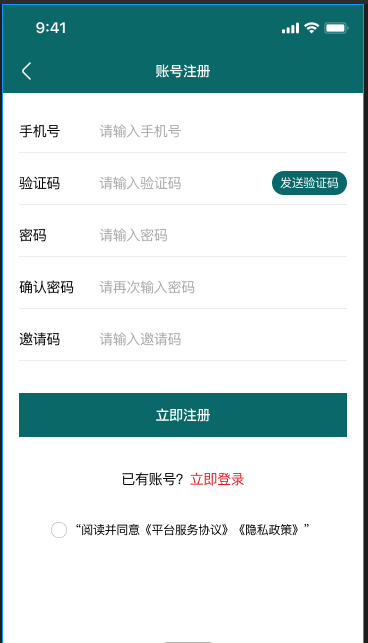 9:41
账号注册
手机号 请输入手机号
验证码 请输入验证码 发送验证码
密码 请输入密码
确认密码 请再次输入密码
邀请码 请输入邀请码
立即注册
已有账号？立即登录
“阅读并同意《平台服务协议》《隐私政策》”